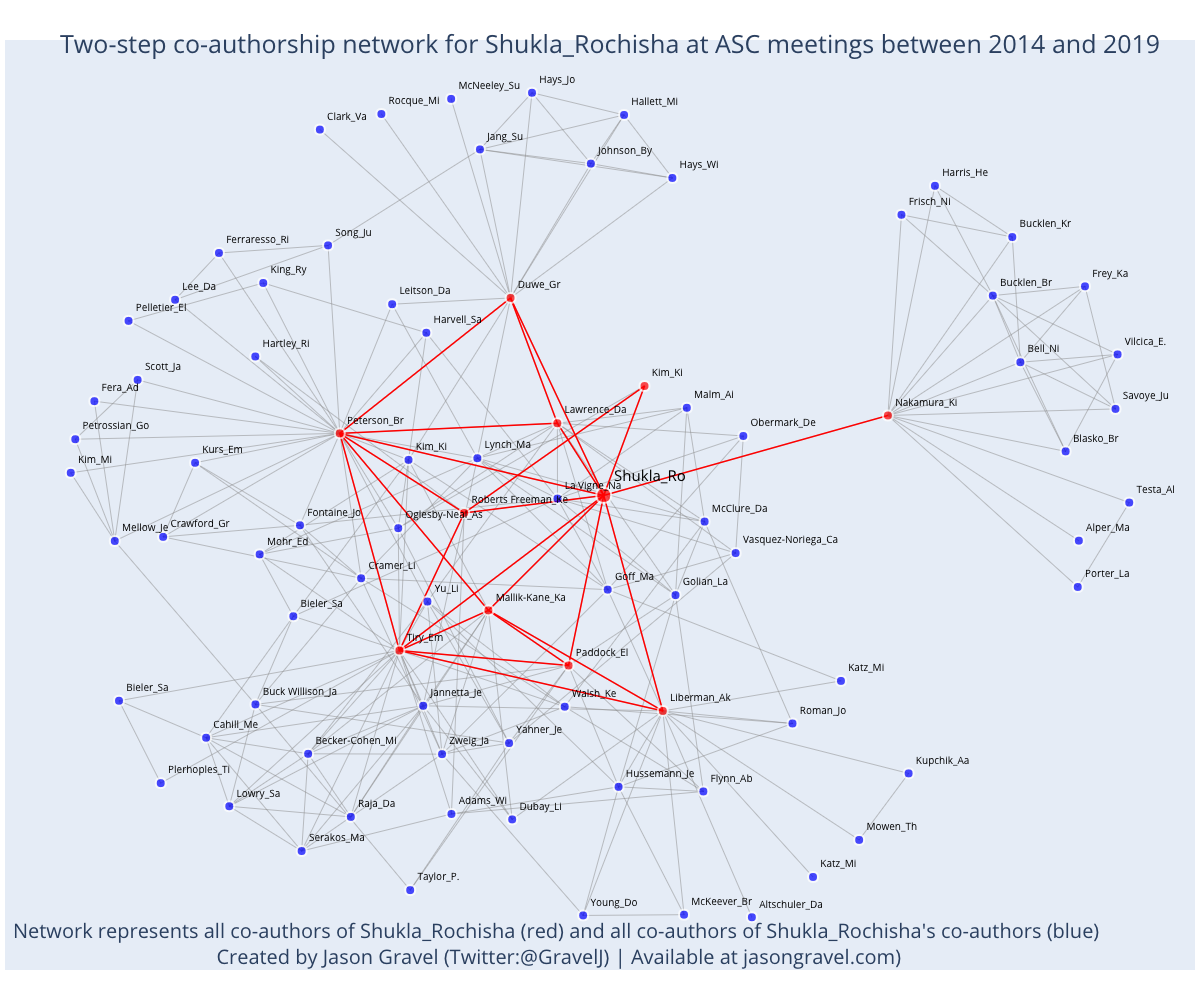 Two-step co-authorship network for Shukla_Rochisha at ASC meetings between 2014 and 2019
Hays_Jo
McNeeley_Su
Rocque_Mi
Hallett_Mi
Clark_Va
Jang_Su
Johnson_By
Hays_Wi
Harris_He
Frisch_Ni
Bucklen_Kr
Song_Ju
Ferraresso_Ri
King_Ry
Frey_Ka
Bucklen_Br
Duwe_Gr
Lee_Da
Leitson_Da
Pelletier_El
Harvell_Sa
Vilcica_E.
Hartley_Ri
Bell_Ni
Scott_Ja
Kim_Ki
Fera_Ad
Malm_Ai
Savoye_Ju
Nakamura_Ki
Lawrence_Da
Peterson_Br
Petrossian_Go
Obermark_De
Blasko_Br
Kim_Ki
Lynch_Ma
Kurs_Em
Kim_Mi
Shukla_Ro
La Vigne_Na
Testa_Al
Roberts Freeman_Ke
McClure_Da
Fontaine_Jo
Oglesby-Neal_As
Crawford_Gr
Mellow_Je
Alper_Ma
Vasquez-Noriega_Ca
Mohr_Ed
Cramer_Li
Porter_La
Goff_Ma
Golian_La
Yu_Li
Mallik-Kane_Ka
Bieler_Sa
Tiry_Em
Paddock_El
Katz_Mi
Bieler_Sa
Buck Willison_Ja
Jannetta_Je
Walsh_Ke
Liberman_Ak
Roman_Jo
Cahill_Me
Yahner_Je
Becker-Cohen_Mi
Zweig_Ja
Kupchik_Aa
Pierhoples_Ti
Hussemann_Je
Flynn_Ab
Lowry_Sa
Raja_Da
Adams_Wi
Dubay_Li
Mowen_Th
Serakos_Ma
Katz_Mi
Taylor_P.
Young_Do
McKeever_Br
Altschuler_Da
Network represents all co-authors of Shukla_Rochisha (red) and all co-authors of Shukla_Rochisha's co-authors (blue)
Created by Jason Gravel (Twitter:@GravelJ) | Available at jasongravel.com)